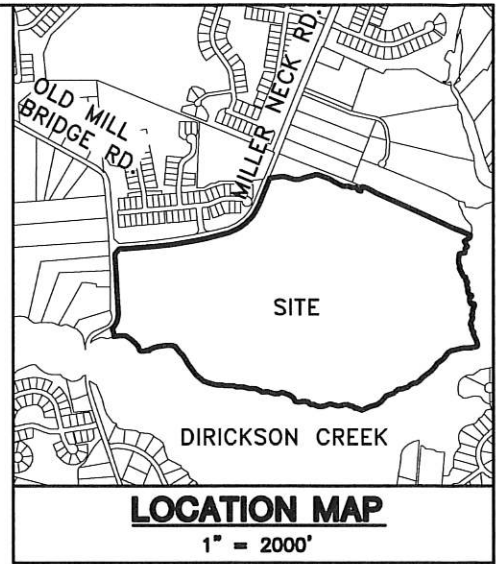 OLD MILL
BRIDGE RD.
MILLER NECK RD.
SITE
DIRICKSON CREEK
LOCATION MAP
1" = 2000'